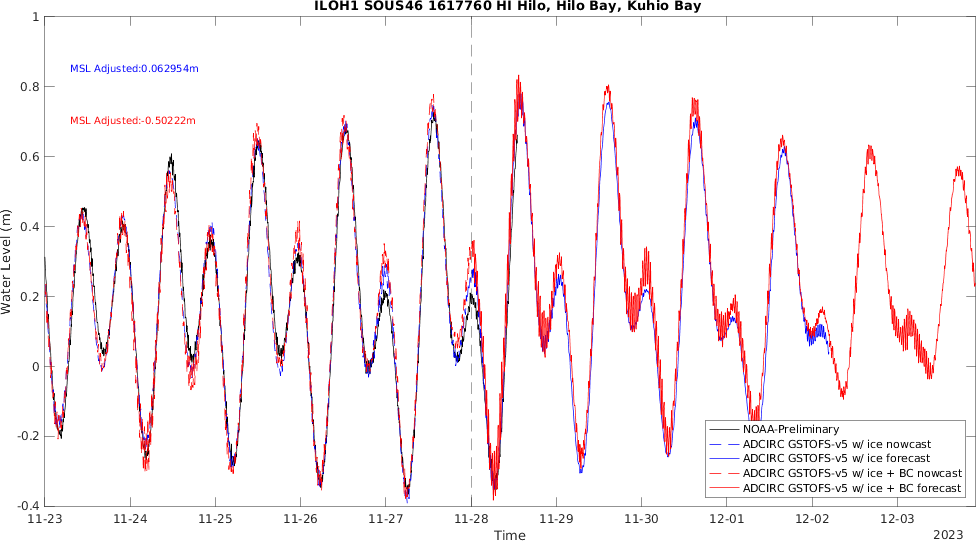 ILOH1 SOUS46 1617760 HI Hilo, Hilo Bay, Kuhio Bay
MSL Adjusted:0.062954m
MSL Adjusted:-0.50222m
Water Level (m)
1
0.8
0.6
0.4
0.2
0
-0.2
-0.4
NOAA-Preliminary
ADCIRC GSTOFS-v5 w/ ice nowcast
ADCIRC GSTOFS-v5 w/ ice forecast
ADCIRC GSTOFS-v5 w/ ice + BC nowcast
ADCIRC GSTOFS-v5 w/ ice + BC forecast
11-23 11-24 11-25 11-26 11-27 11-28 11-29 11-30 12-01 12-02 12-03
Time
2023